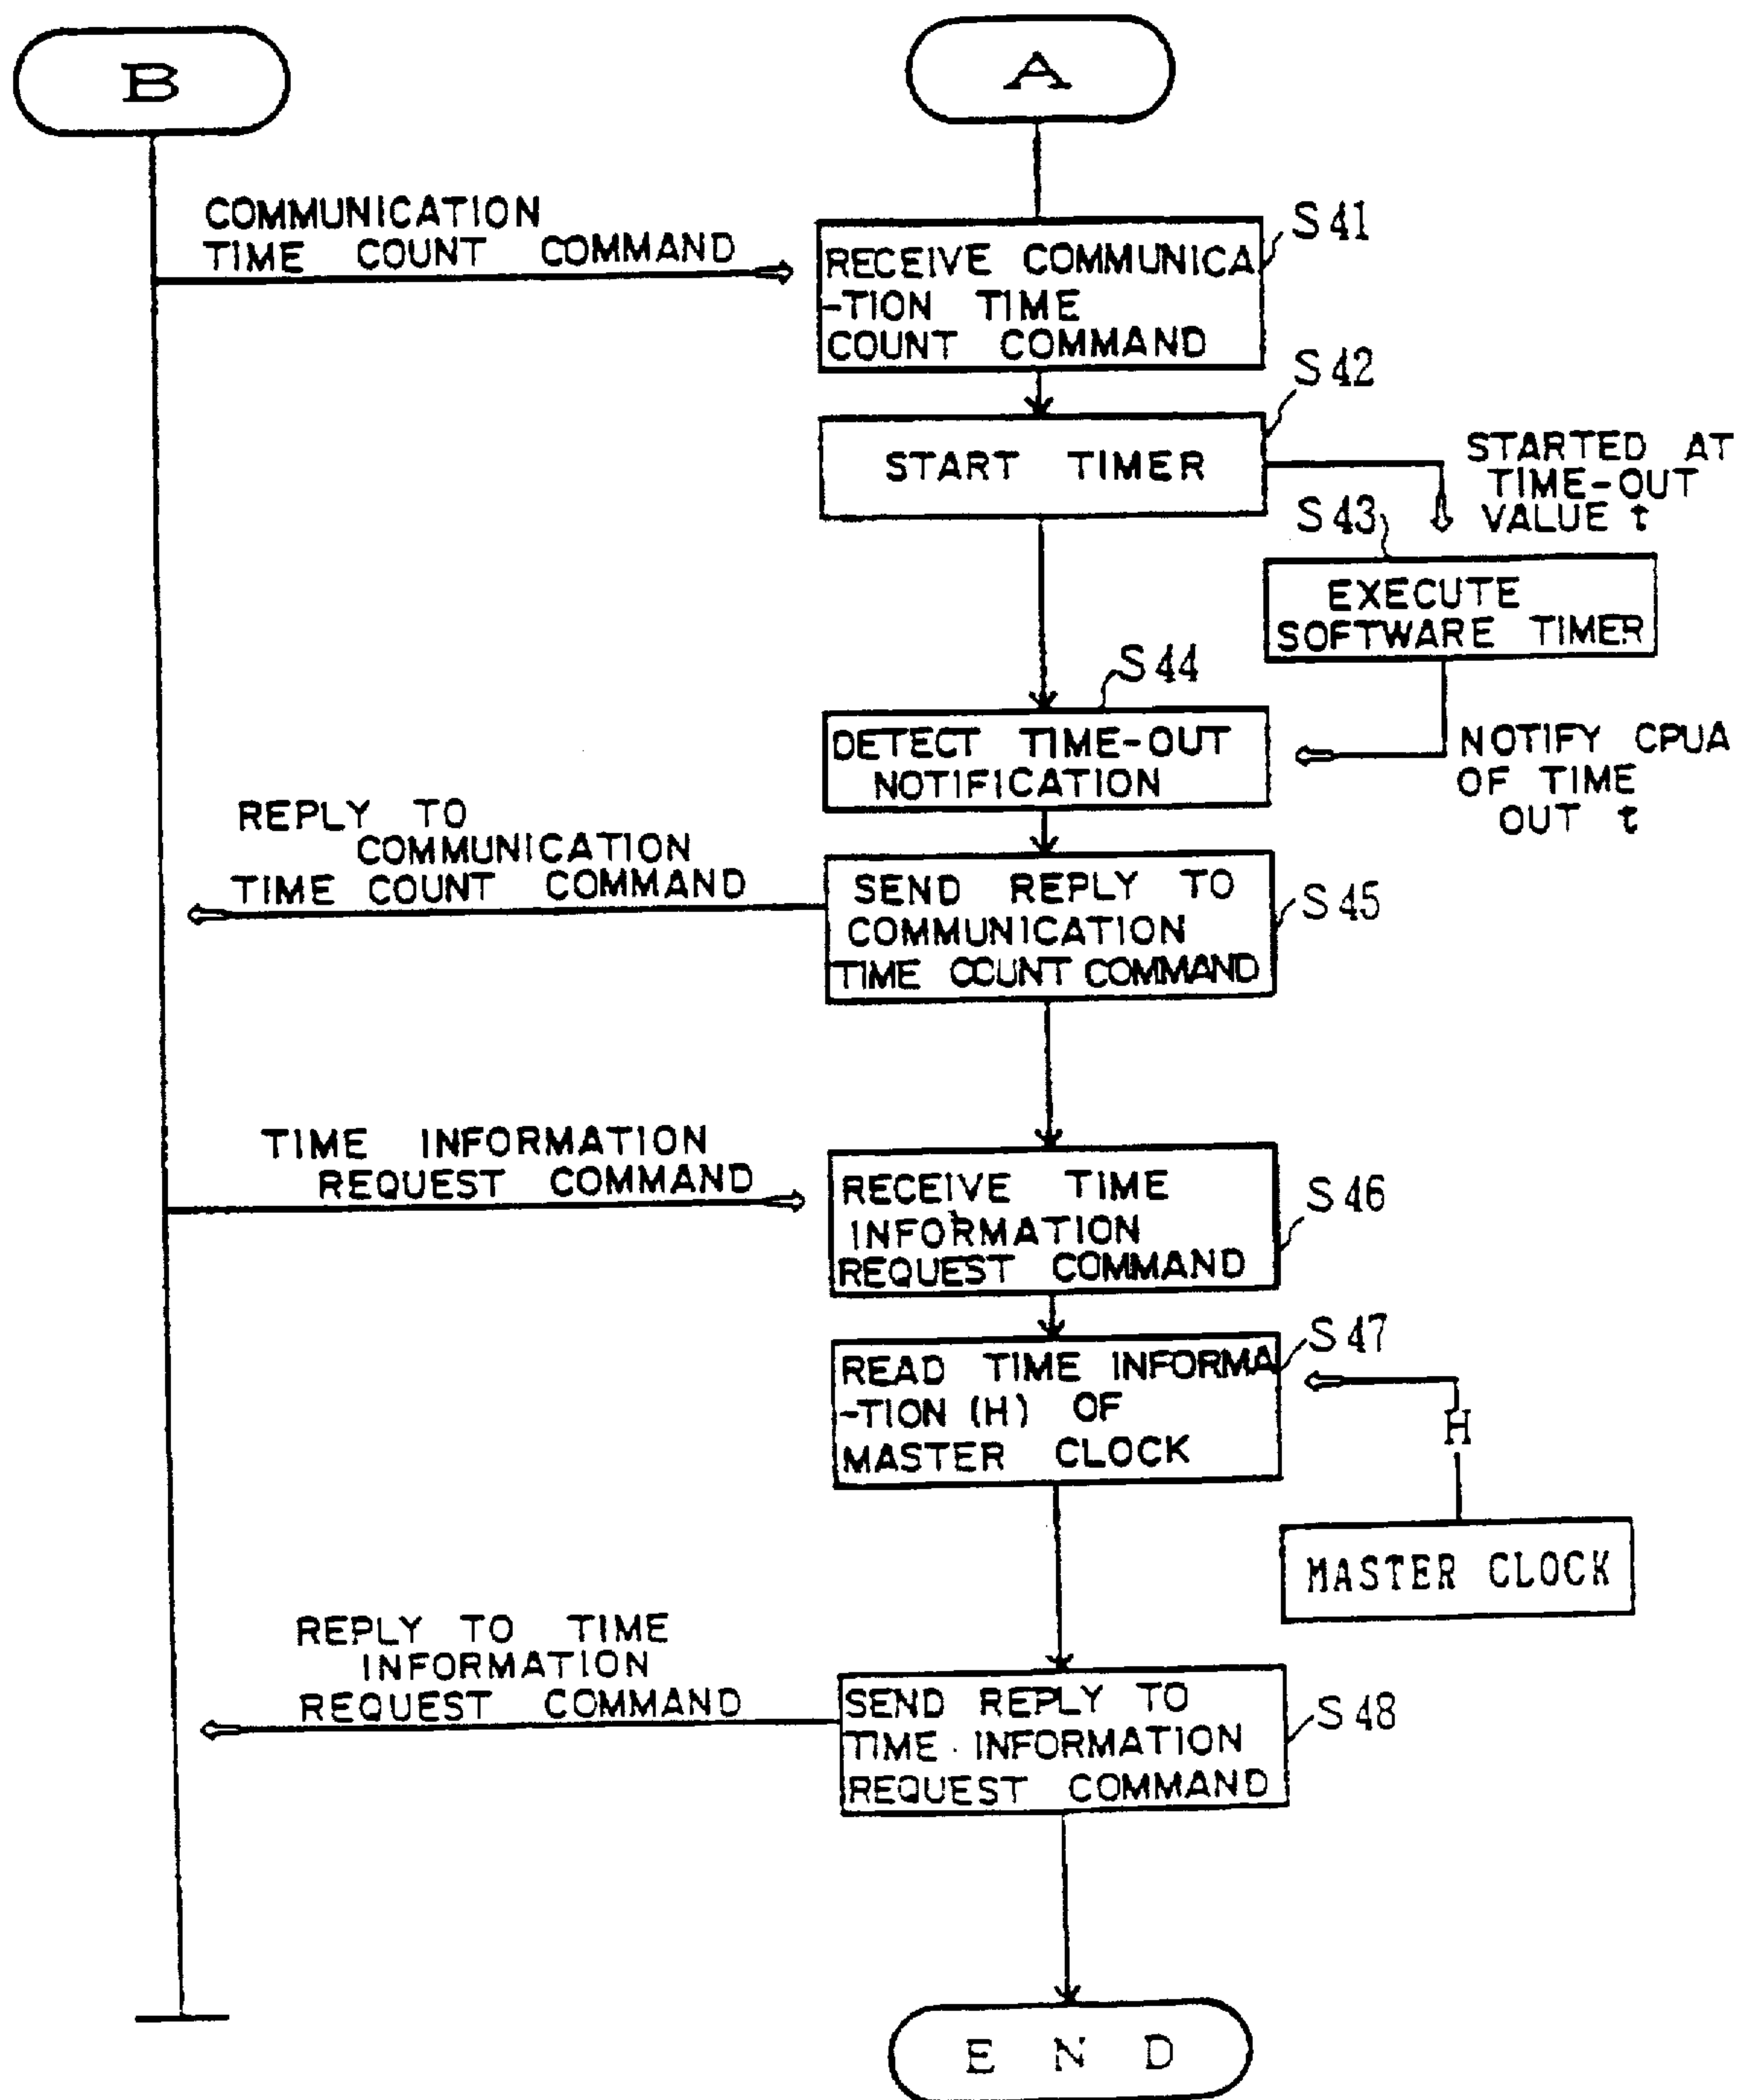 B
A
COMMUNICATION
TIME COUNT COMMAND
S41
RECEIVE COMMUNICA
-TION TIME
COUNT COMMAND
S42
START TIMER
STARTED AT
TIME-OUT
VALUE τ
S43
EXECUTE
SOFTWARE TIMER
S44
DETECT TIME-OUT
NOTIFICATION
NOTIFY CPUA
OF TIME
OUT τ
REPLY TO
COMMUNICATION
TIME COUNT COMMAND
SEND REPLY TO
COMMUNICATION
TIME COUNT COMMAND
S45
TIME INFORMATION
REQUEST COMMAND
RECEIVE TIME
INFORMATION
REQUEST COMMAND
S46
S47
READ TIME INFORMA
-TION (H) OF
MASTER CLOCK
H
MASTER CLOCK
REPLY TO TIME
INFORMATION
REQUEST COMMAND
SEND REPLY TO
TIME INFORMATION
REQUEST COMMAND
S48
END